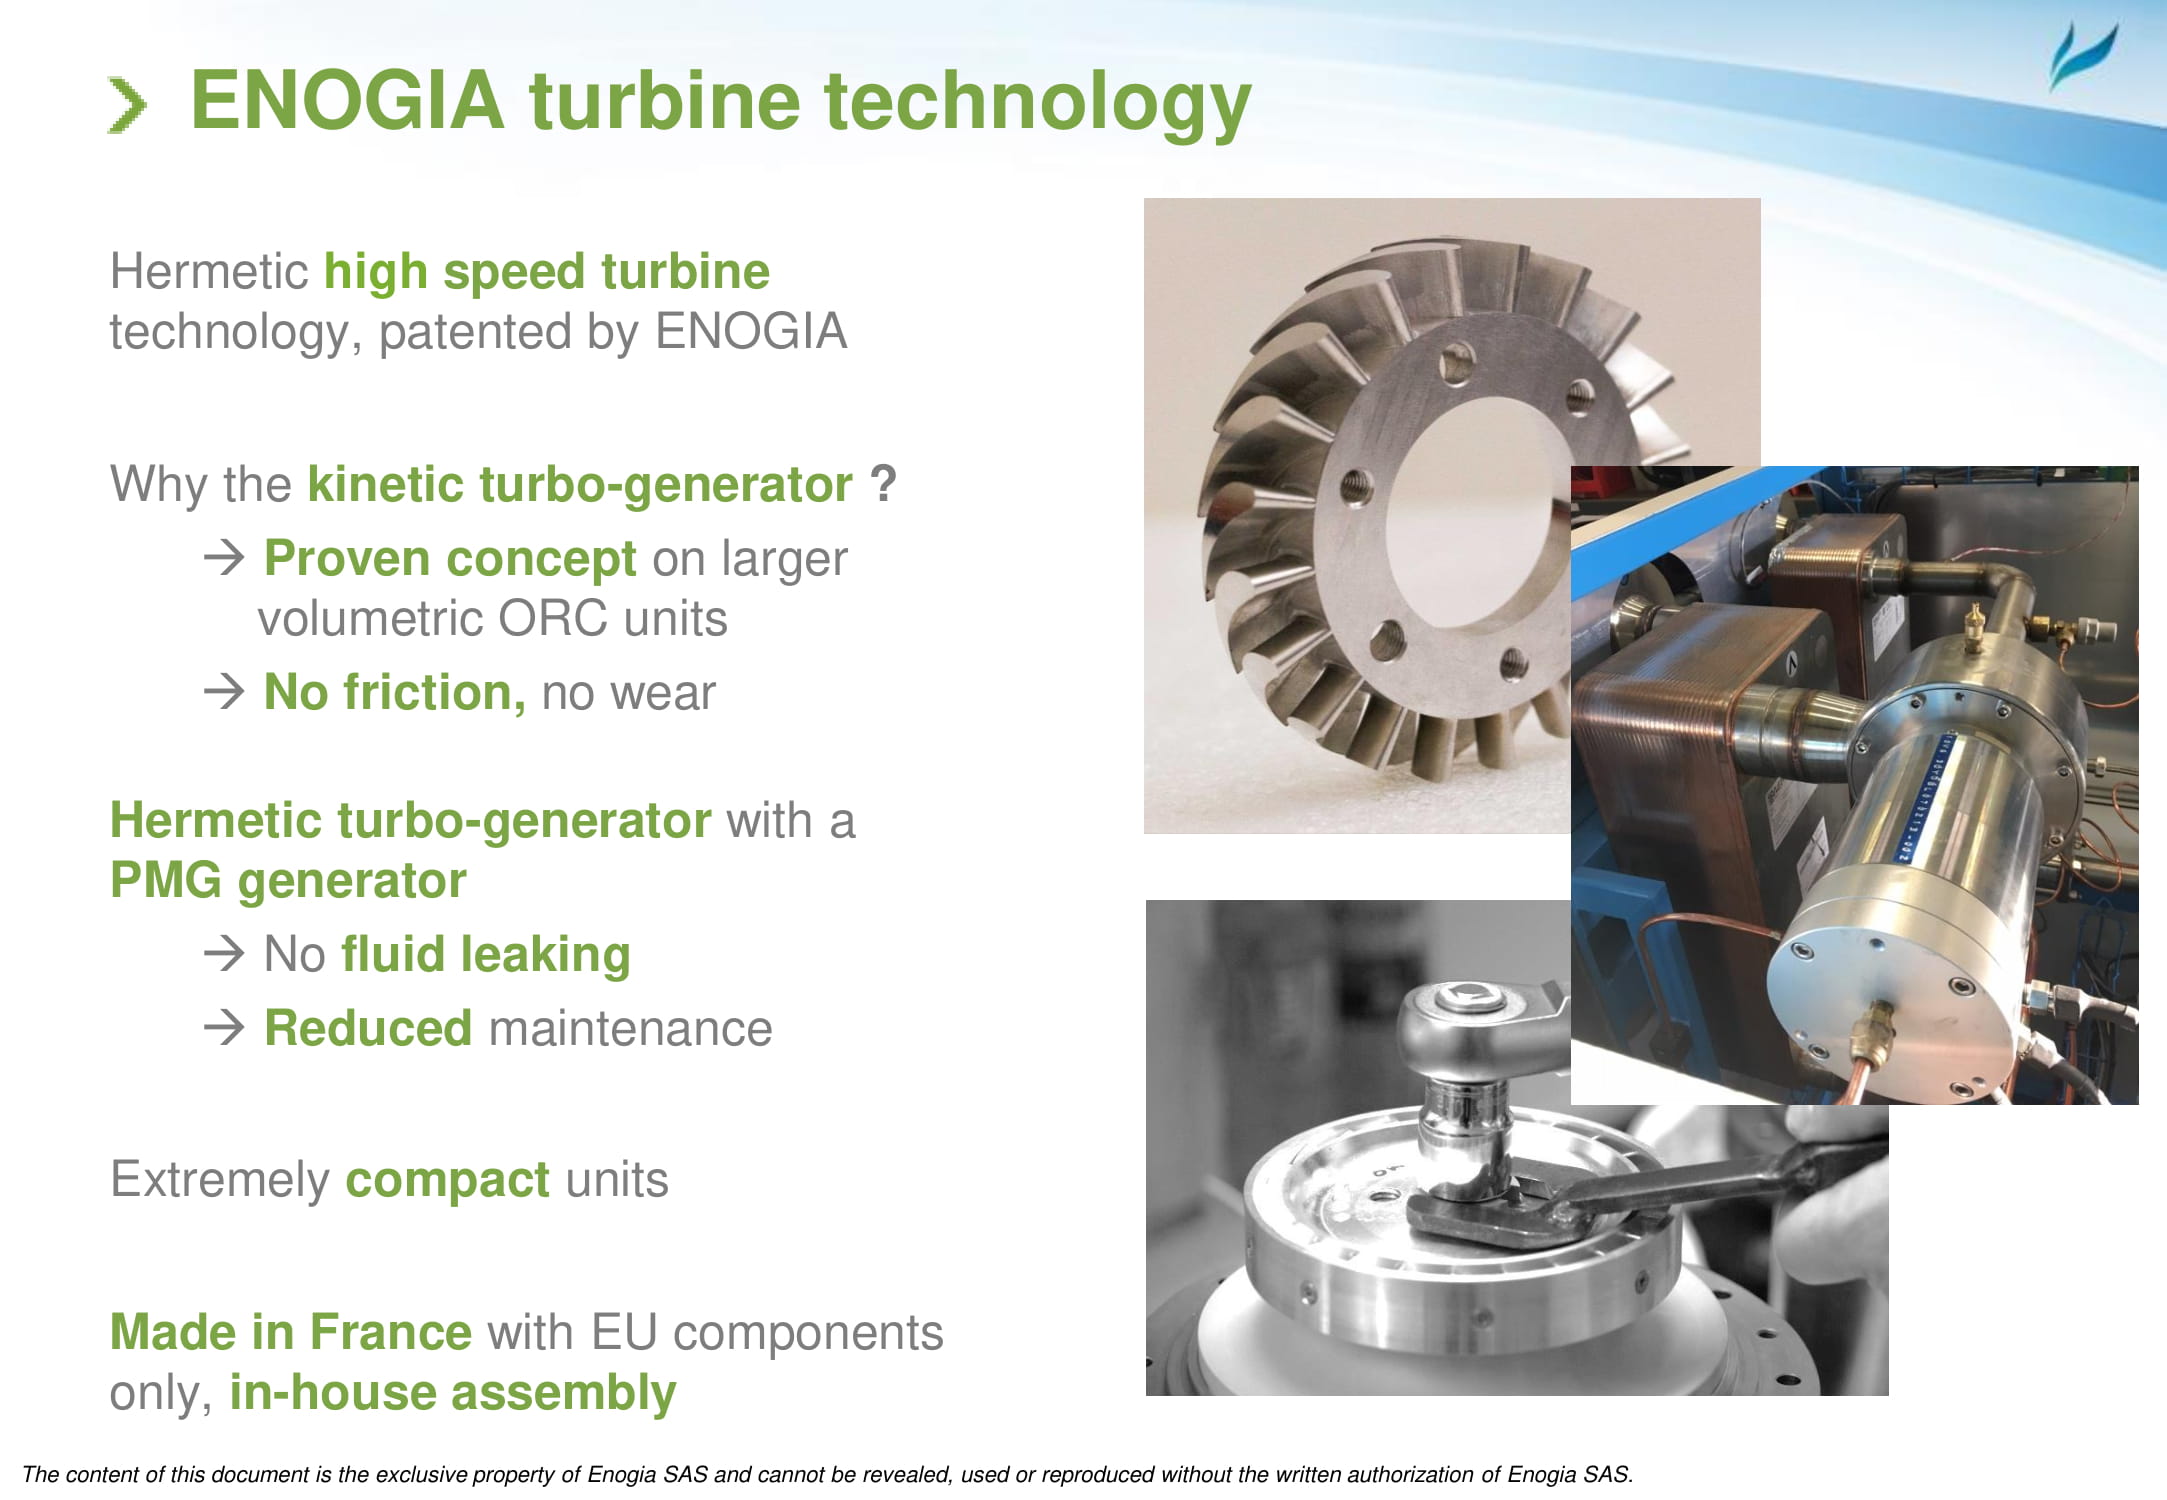 ENOGIA turbine technology
Hermetic high speed turbine
technology, patented by ENOGIA
Why the kinetic turbo-generator ?
→ Proven concept on larger
volumetric ORC units
→ No friction, no wear
Hermetic turbo-generator with a
PMG generator
→ No fluid leaking
→ Reduced maintenance
Extremely compact units
Made in France with EU components
only, in-house assembly
The content of this document is the exclusive property of Enogia SAS and cannot be revealed, used or reproduced without the written authorization of Enogia SAS.